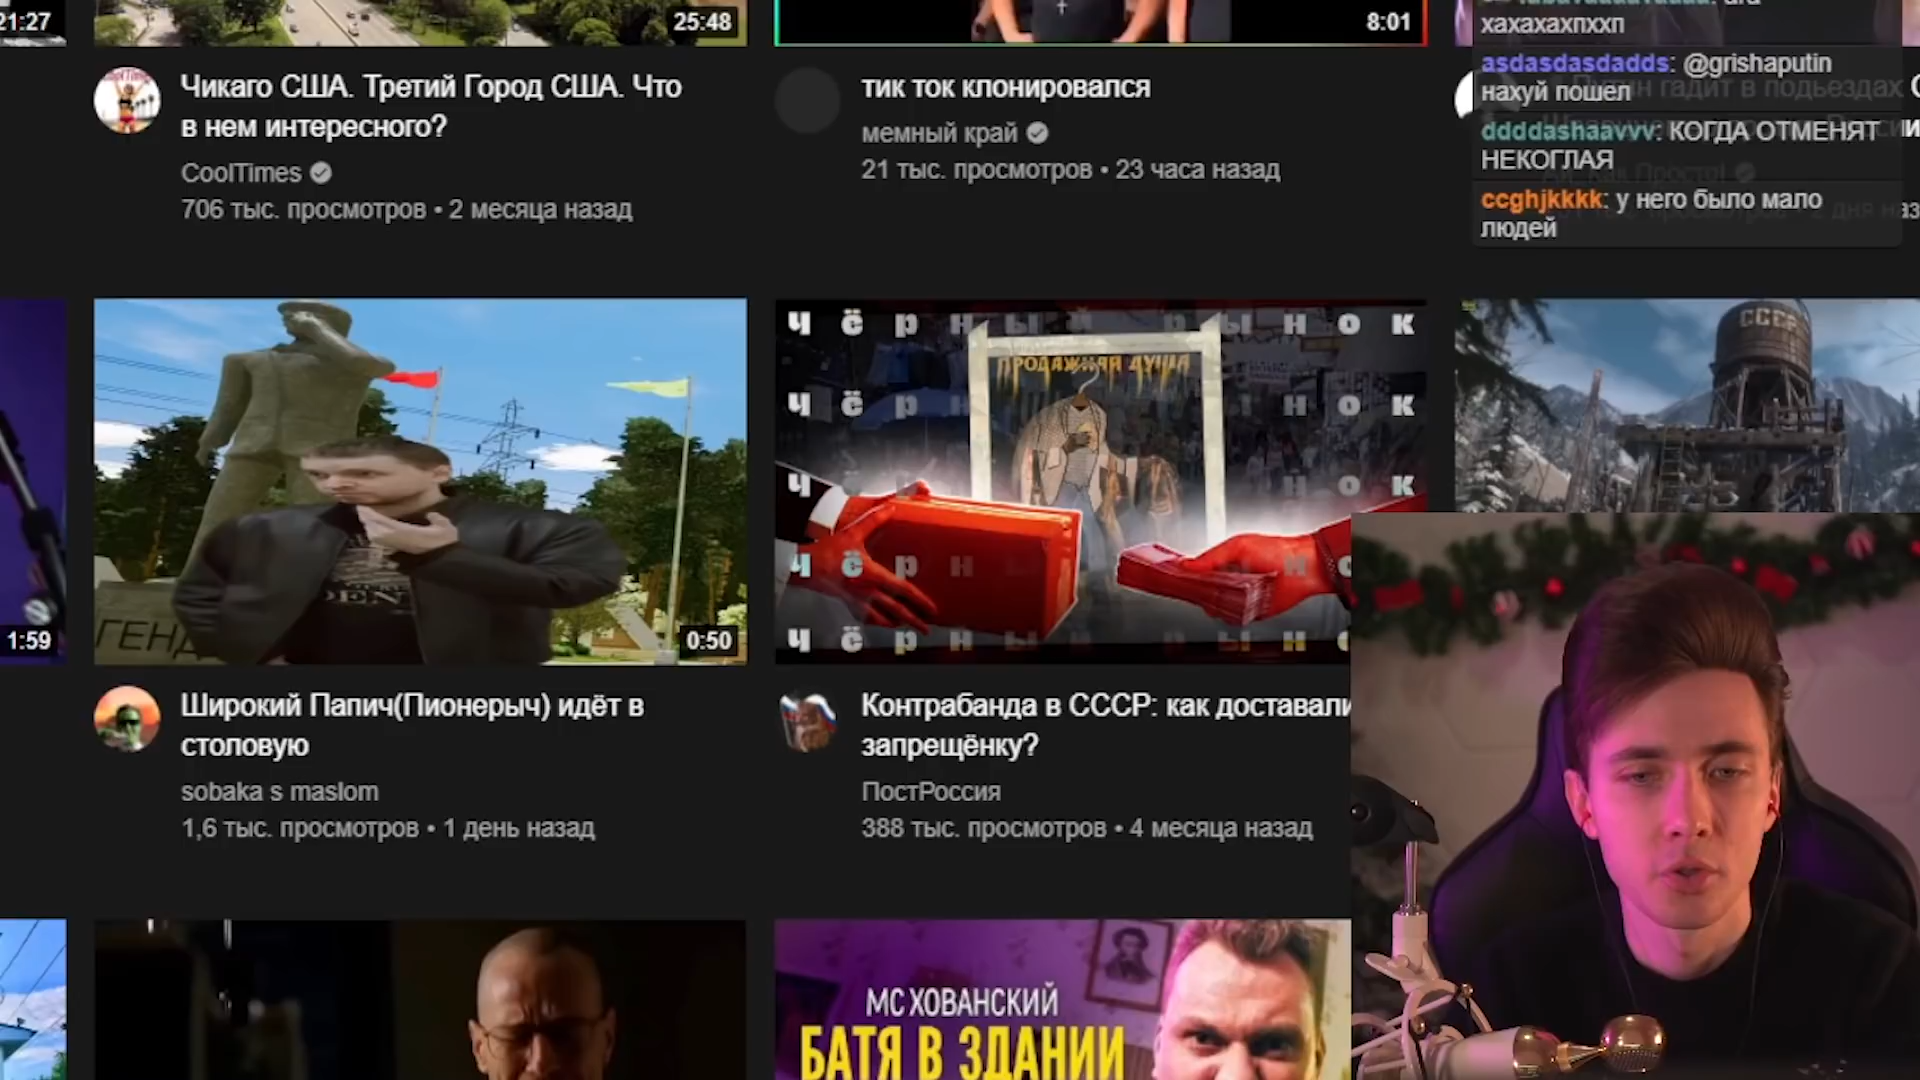 21:27
25:48
8:01
хахахахпххп
asdasdasdadds: @grishaputin
нахуй пошел
ddddashaavvv: КОГДА ОТМЕНЯТ
НЕКОГЛАЯ
ccghjkkkk: у него было мало
людей
Чикаго США. Третий Город США. Что
в нем интересного?
CoolTimes
706 тыс. просмотров • 2 месяца назад
тик ток клонировался
мемный край
21 тыс. просмотров • 23 часа назад
1:59
ГЕНД
0:50
Чёрный рынок
ПРОДАЖНАЯ ДУША
СССР
Широкий Папич(Пионерыч) идёт в
столовую
sobaka s maslom
1,6 тыс. просмотров • 1 день назад
Контрабанда в СССР: как доставали
запрещёнку?
ПостРоссия
388 тыс. просмотров • 4 месяца назад
МС ХОВАНСКИЙ
БАТЯ В ЗДАНИИ